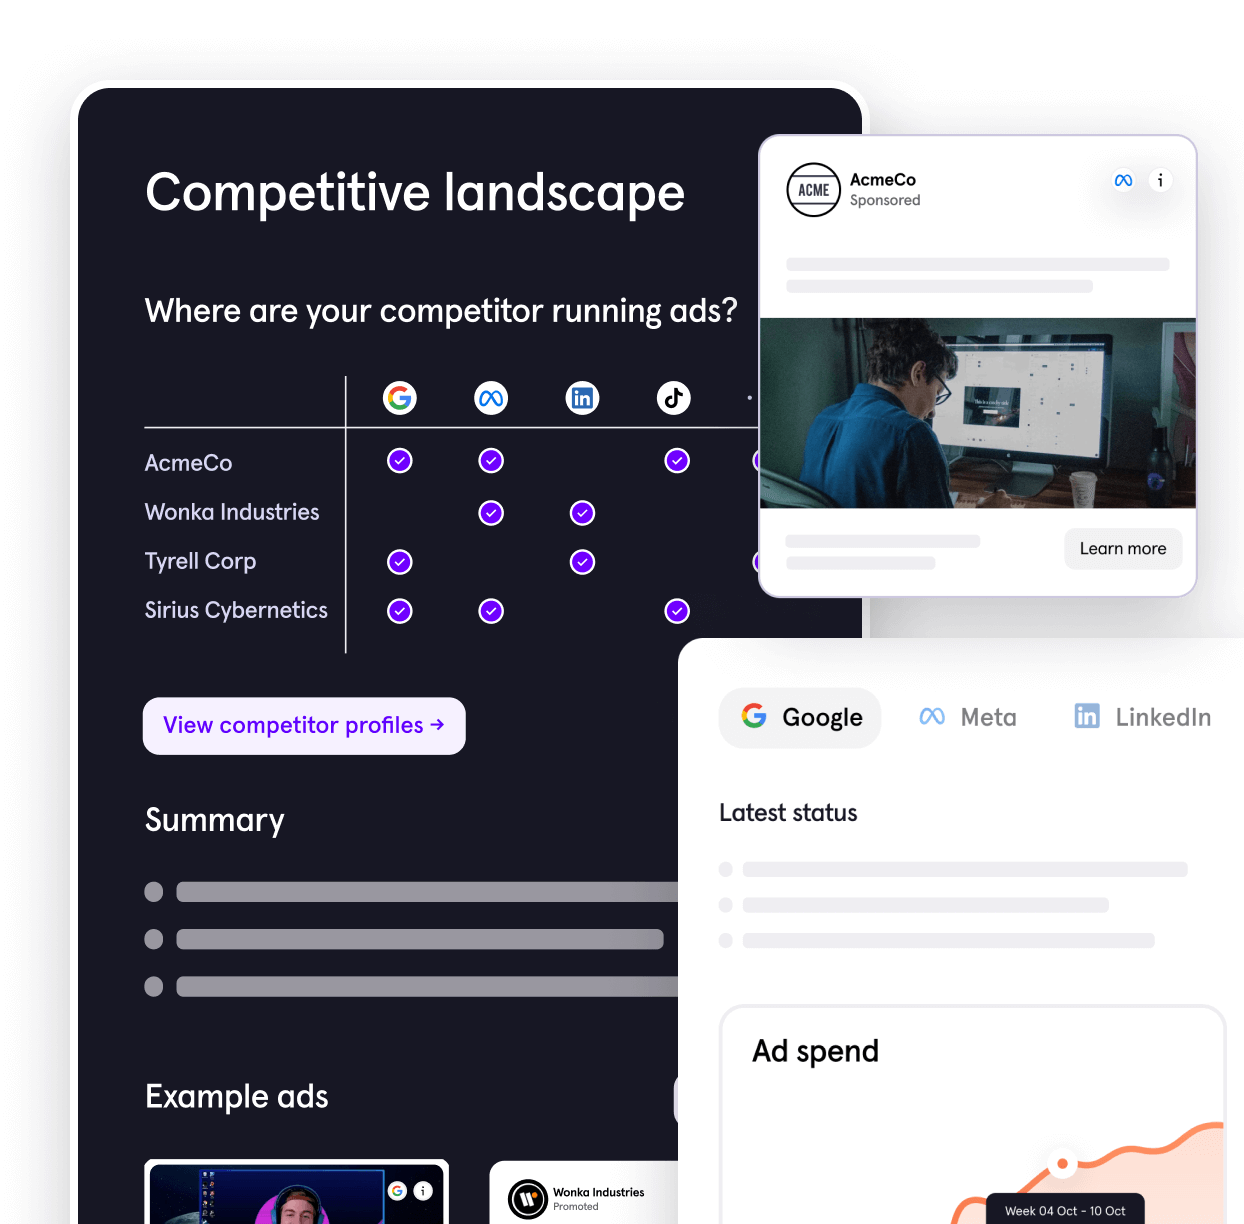 Competitive landscape
Where are your competitor running ads?
AcmeCo
Wonka Industries
Tyrell Corp
Sirius Cybernetics
View competitor profiles →
Summary
Example ads
Wonka Industries
Promoted
ACME
AcmeCo
Sponsored
Learn more
Google
Meta
LinkedIn
Latest status
Ad spend
Week 04 Oct - 10 Oct